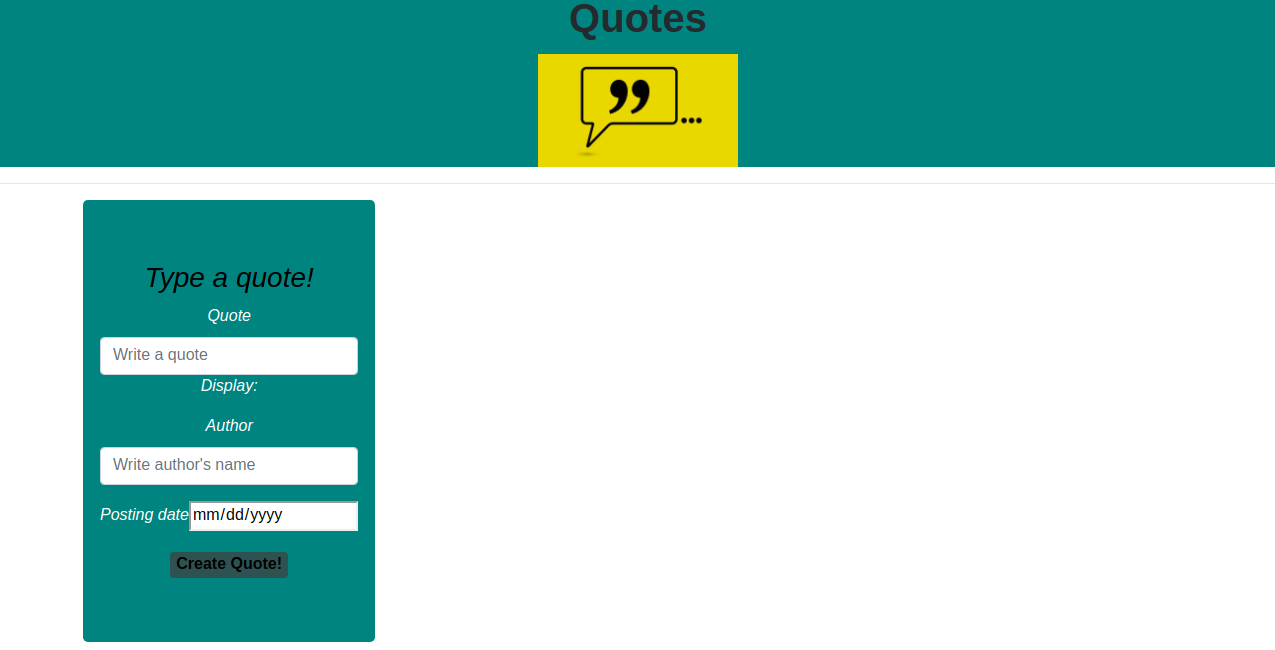 Quotes
”...
Type a quote!
Quote
Write a quote
Display:
Author
Write author's name
Posting date mm/dd/yyyy
Create Quote!